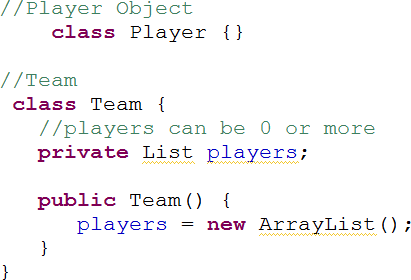 //Player Object
class Player {}
//Team
class Team {
//players can be 0 or more
private List players;
public Team() {
players = new ArrayList();
}
}